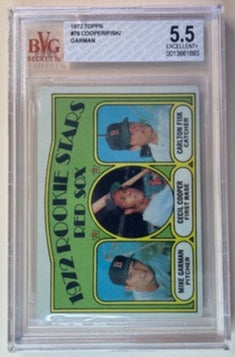 BVG
BECKETT
1972 TOPPS
#79 COOPER/FISK/
GARMAN
5.5
EXCELLENT+
0013661693
1972 ROOKIE STARS
RED SOX
CARLTON FISK
CATCHER
CECIL COOPER
FIRST BASE
MIKE GARMAN
PITCHER